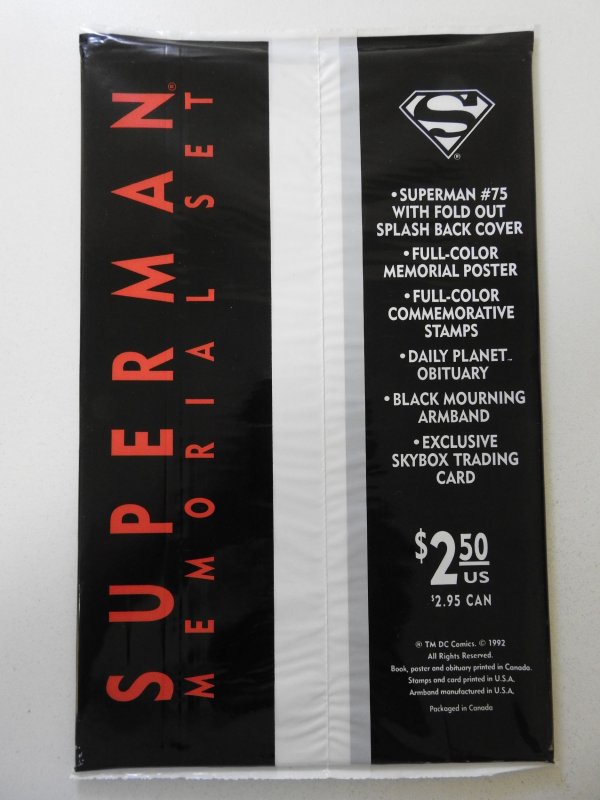 SUPERMAN®
MEMORIAL SET
S®
• SUPERMAN #75
WITH FOLD OUT
SPLASH BACK COVER
• FULL-COLOR
MEMORIAL POSTER
• FULL-COLOR
COMMEMORATIVE
STAMPS
• DAILY PLANET™
OBITUARY
• BLACK MOURNING
ARMBAND
• EXCLUSIVE
SKYBOX TRADING
CARD
$2.50
US
$2.95 CAN
® TM DC Comics. © 1992
All Rights Reserved.
Book, poster and obituary printed in Canada.
Stamps and card printed in U.S.A.
Armband manufactured in U.S.A.
Packaged in Canada